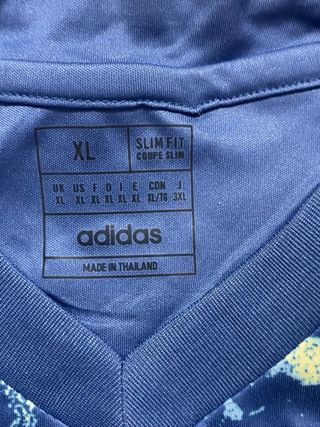 XL
SLIM FIT
COUPE SLIM
UK US F D I E CDN J
XL XL XL XL XL XL XL/TG 3XL
adidas
MADE IN THAILAND